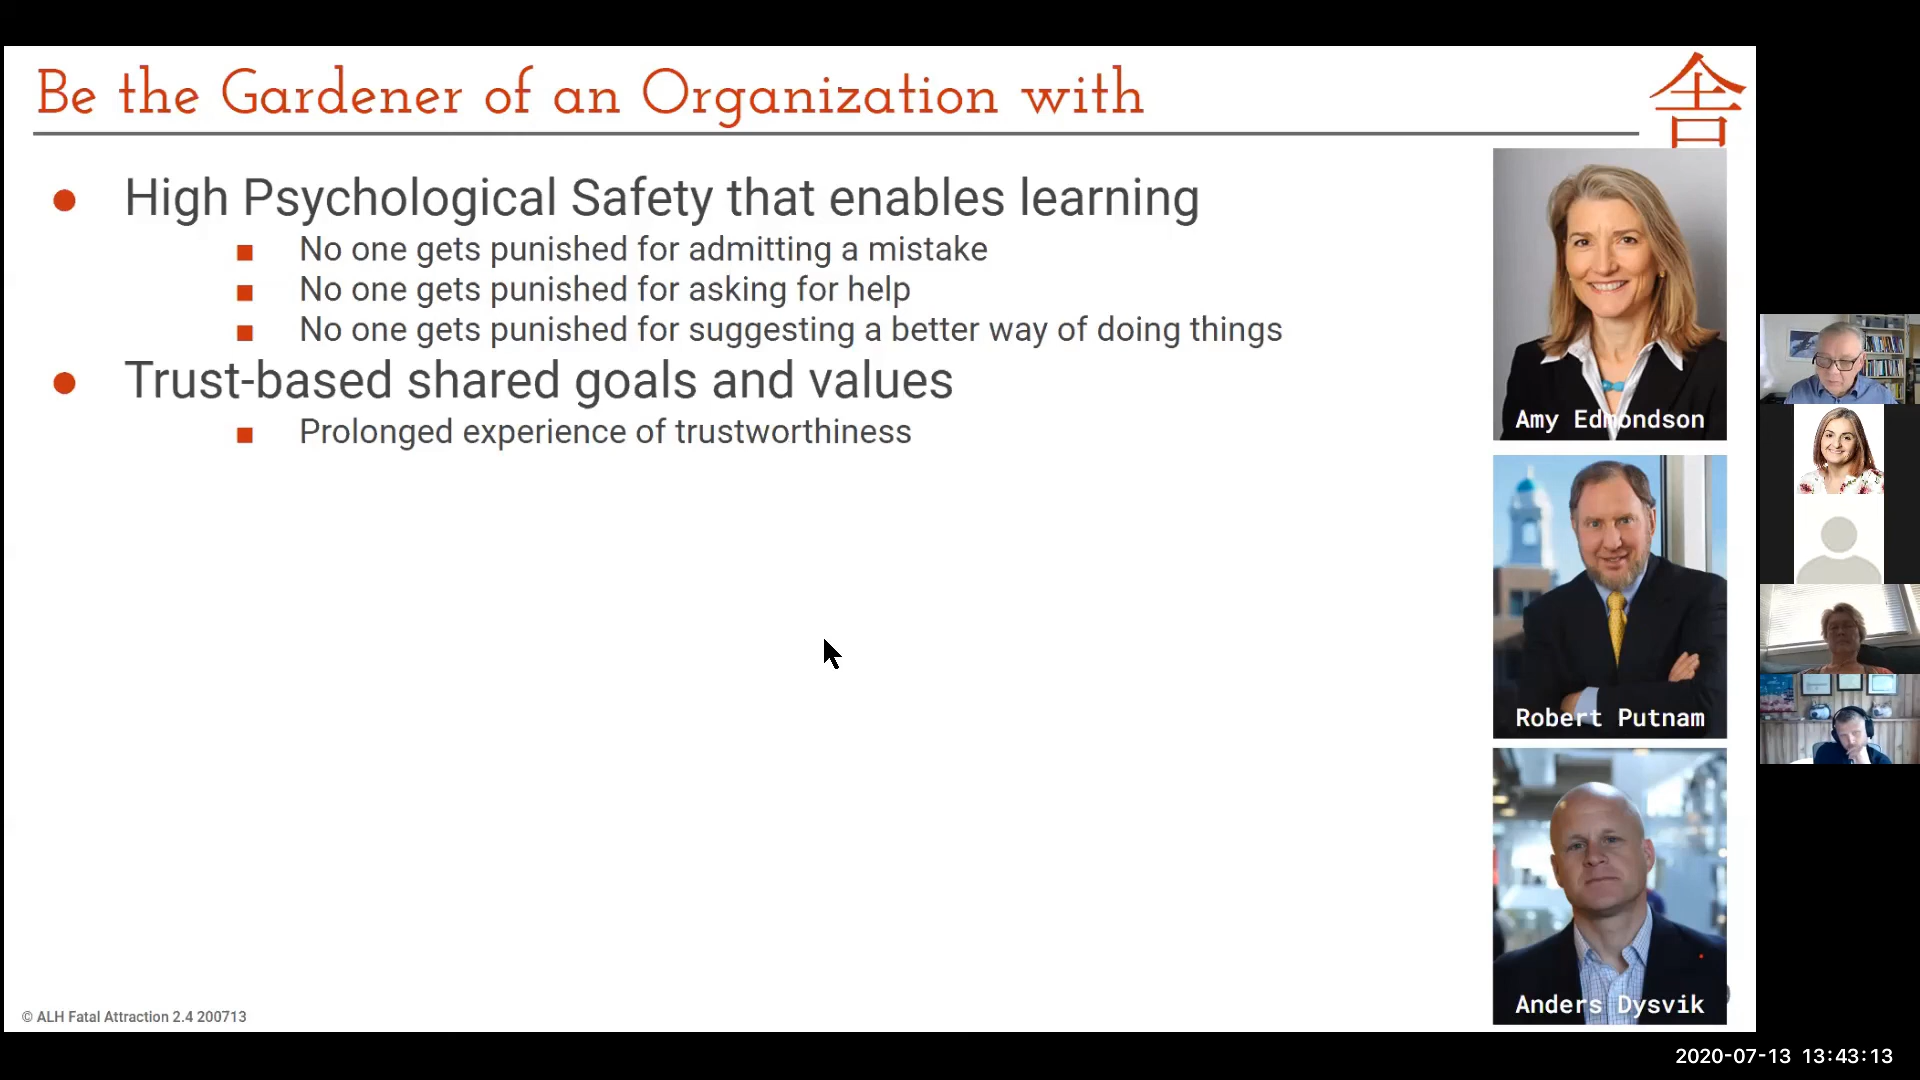 Be the Gardener of an Organization with
舎
High Psychological Safety that enables learning
No one gets punished for admitting a mistake
No one gets punished for asking for help
No one gets punished for suggesting a better way of doing things
Trust-based shared goals and values
Prolonged experience of trustworthiness
Amy Edmondson
Robert Putnam
Anders Dysvik
© ALH Fatal Attraction 2.4 200713
2020-07-13 13:43:13